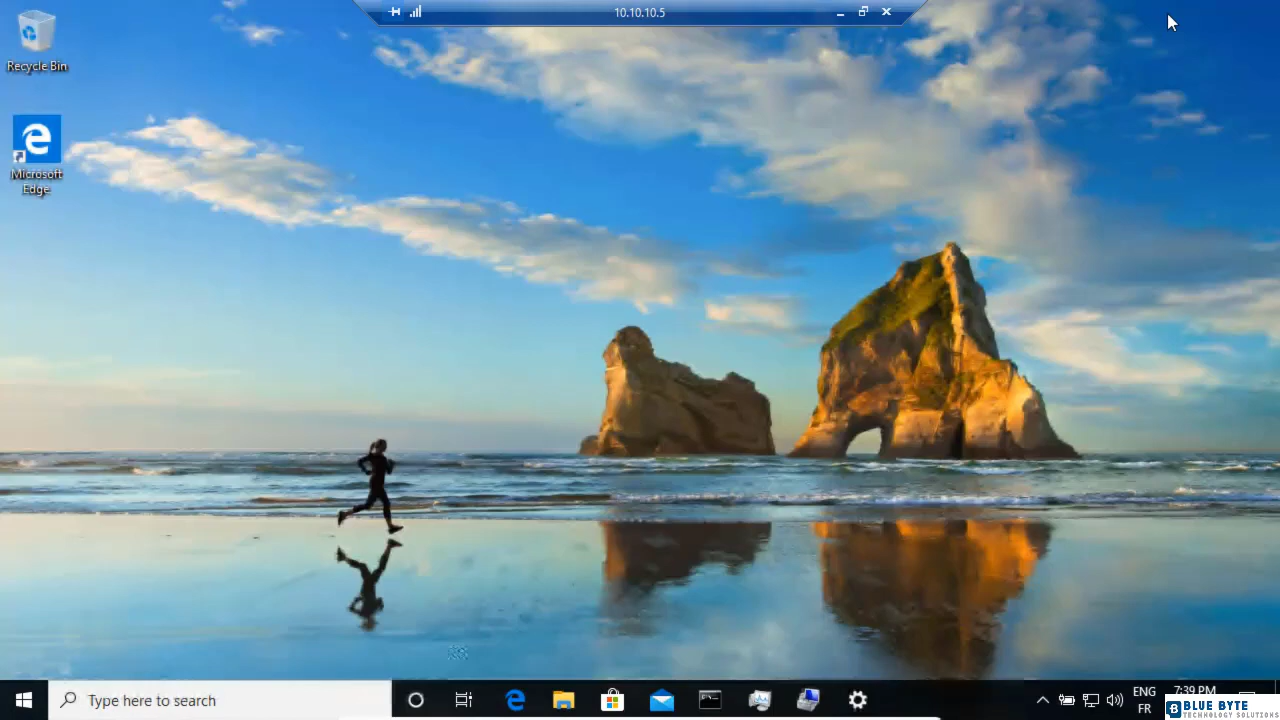 10.10.10.5
Recycle Bin
Microsoft
Edge
Type here to search
ENG
FR
7:39 PM
BLUE BYTE
TECHNOLOGY SOLUTIONS